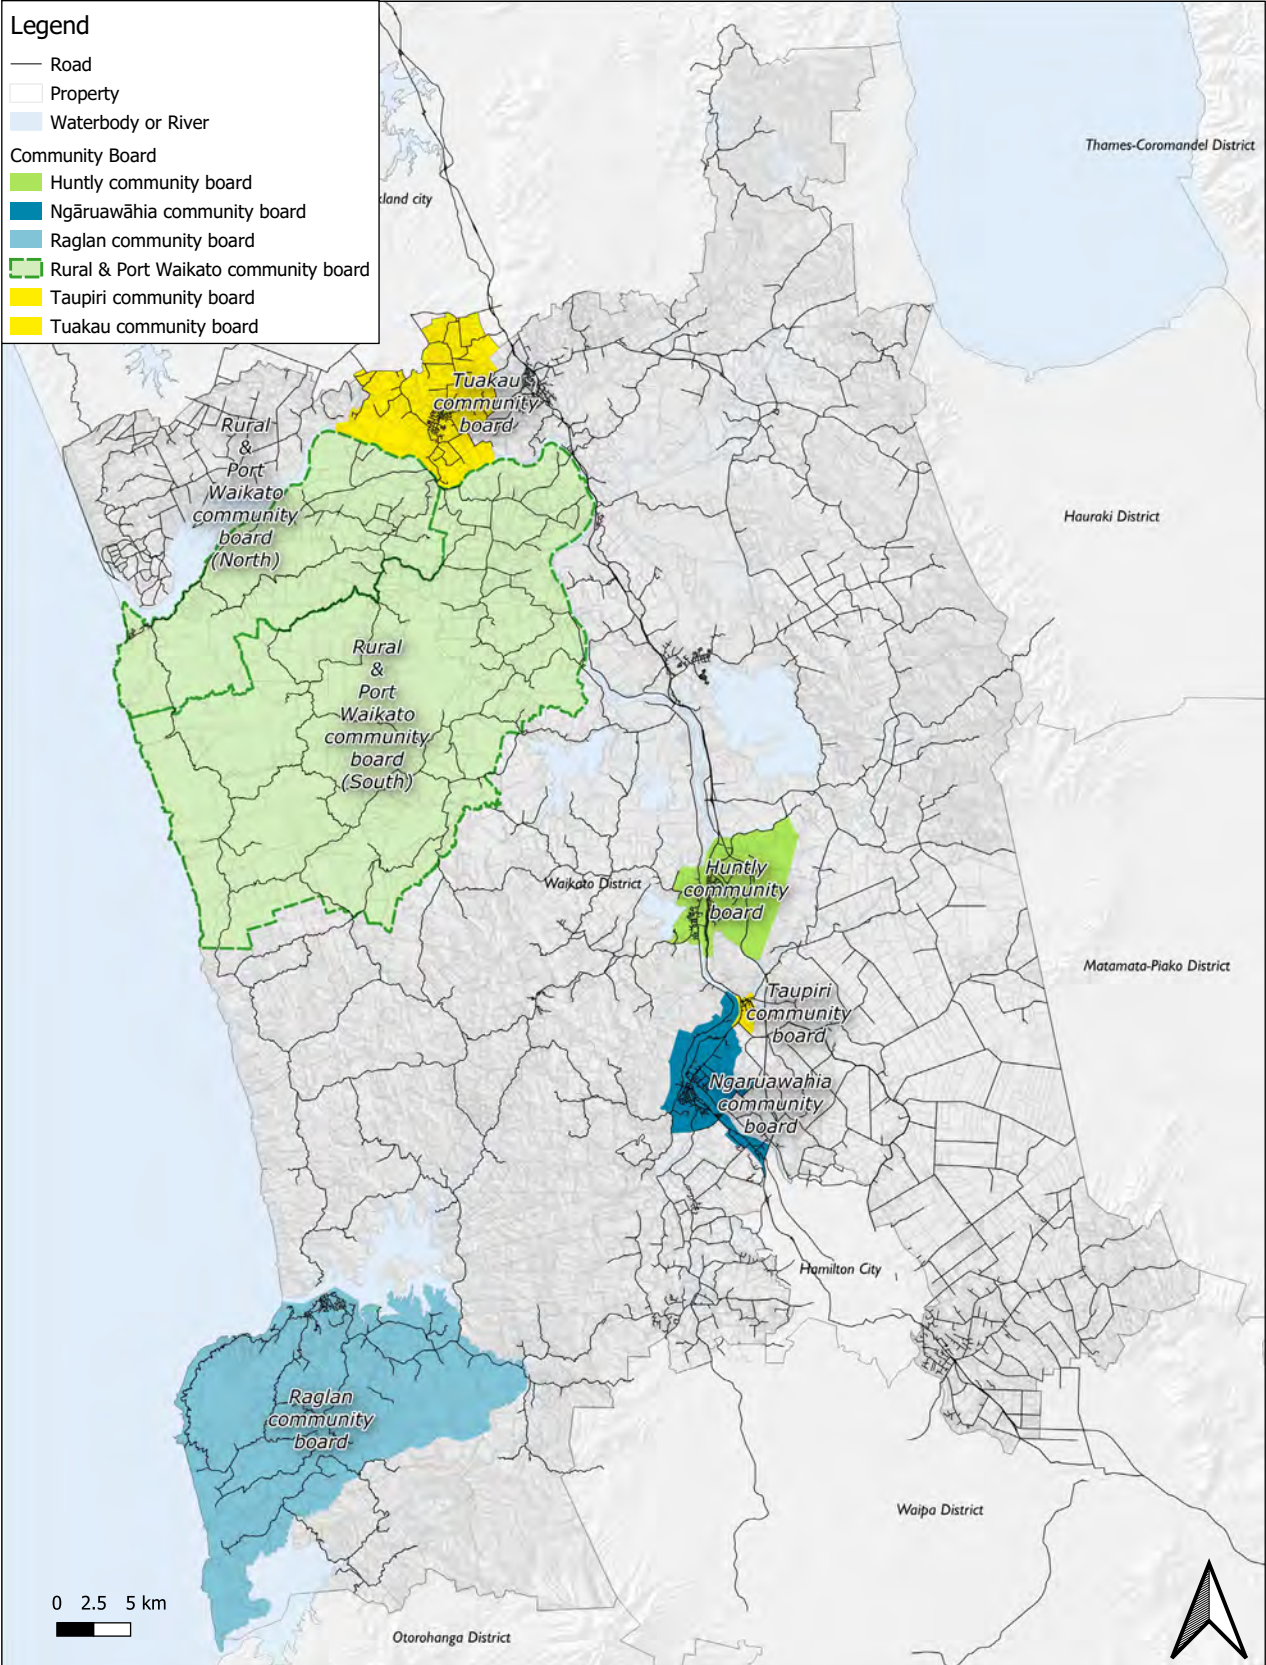 Legend
Road
Property
Waterbody or River
Community Board
Huntly community board
Ngāruawāhia community board
Raglan community board
Rural & Port Waikato community board
Taupiri community board
Tuakau community board
kland city
Thames-Coromandel District
Tuakau
community
board
Rural
&
Port
Waikato
community
board
(North)
Hauraki District
Rural
&
Port
Waikato
community
board
(South)
Waikato District
Huntly
community
board
Matamata-Piako District
Taupiri
community
board
Ngaruawahia
community
board
Hamilton City
Raglan
community
board
Waipa District
0 2.5 5 km
Otorohanga District